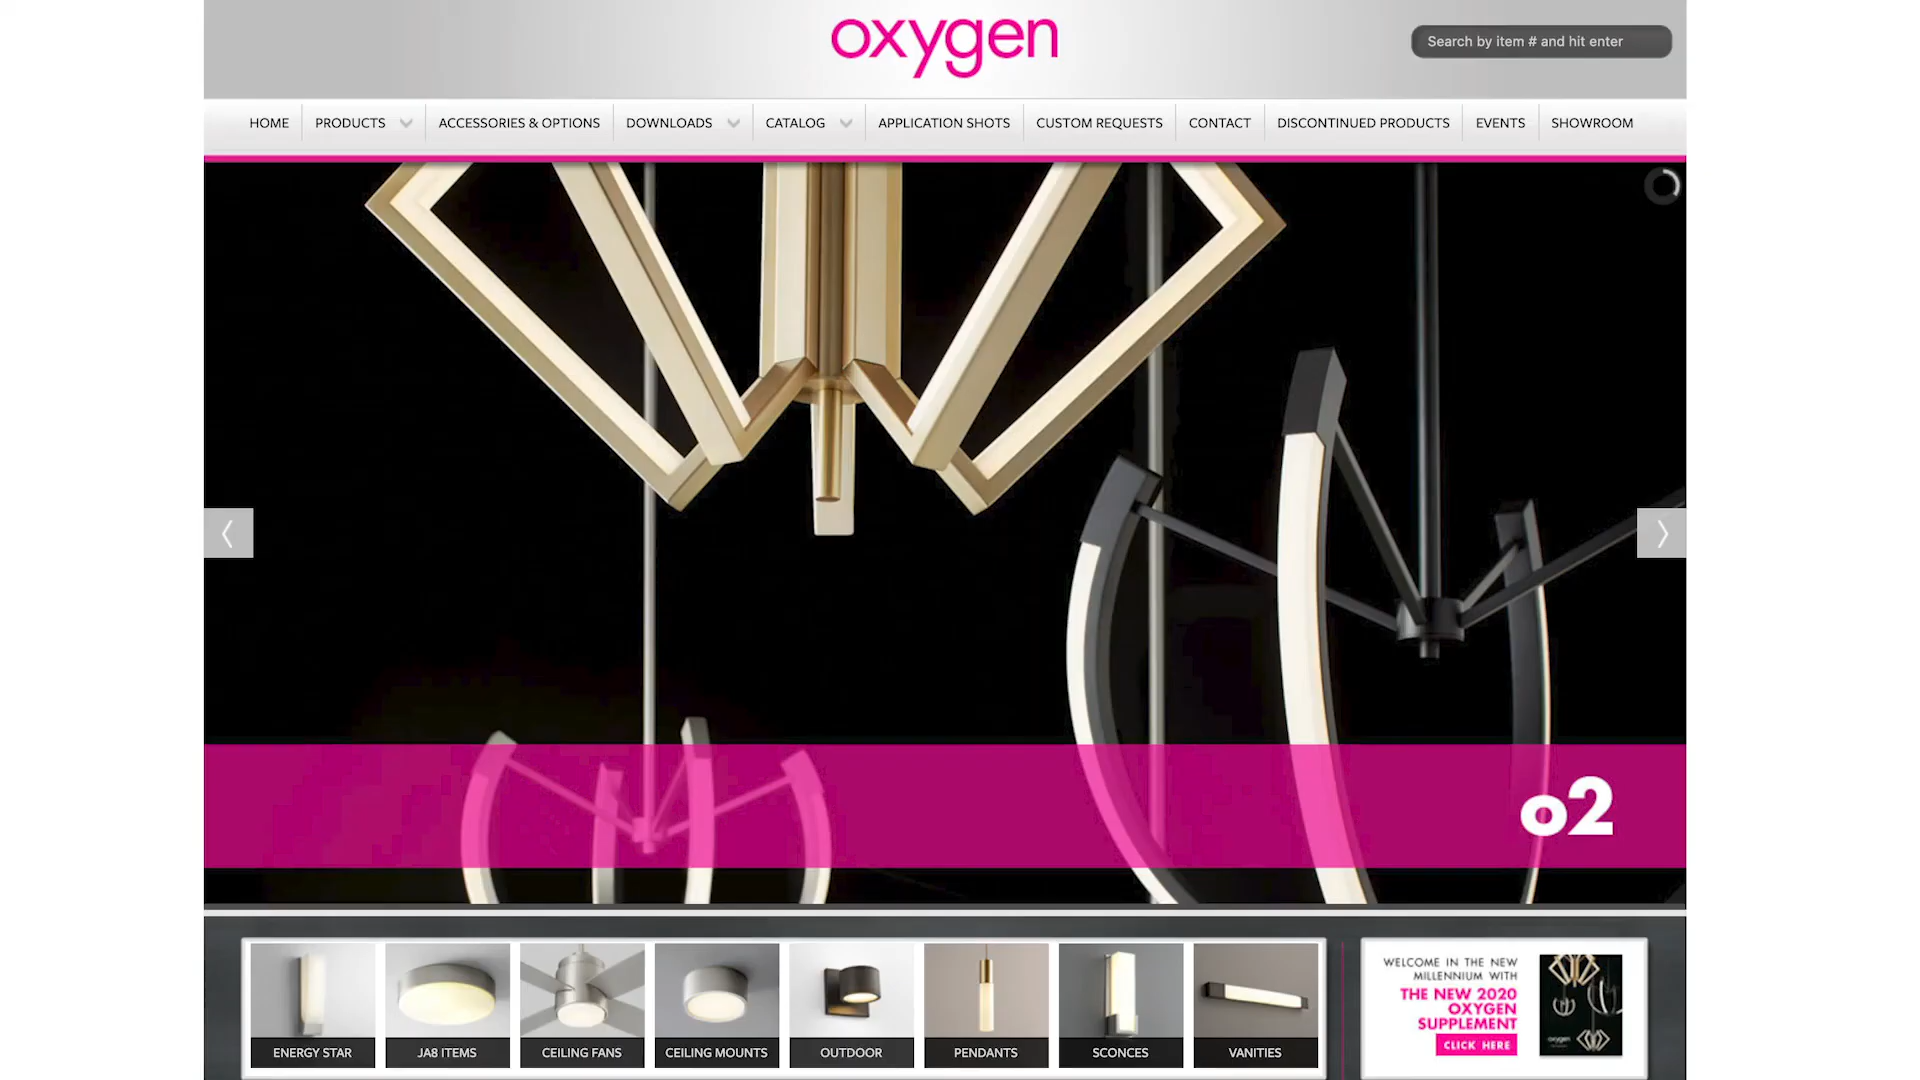 oxygen
Search by item # and hit enter
HOME
PRODUCTS
ACCESSORIES & OPTIONS
DOWNLOADS
CATALOG
APPLICATION SHOTS
CUSTOM REQUESTS
CONTACT
DISCONTINUED PRODUCTS
EVENTS
SHOWROOM
o2
ENERGY STAR
JA8 ITEMS
CEILING FANS
CEILING MOUNTS
OUTDOOR
PENDANTS
SCONCES
VANITIES
WELCOME IN THE NEW
MILLENNIUM WITH
THE NEW 2020
OXYGEN
SUPPLEMENT
CLICK HERE
oxygen